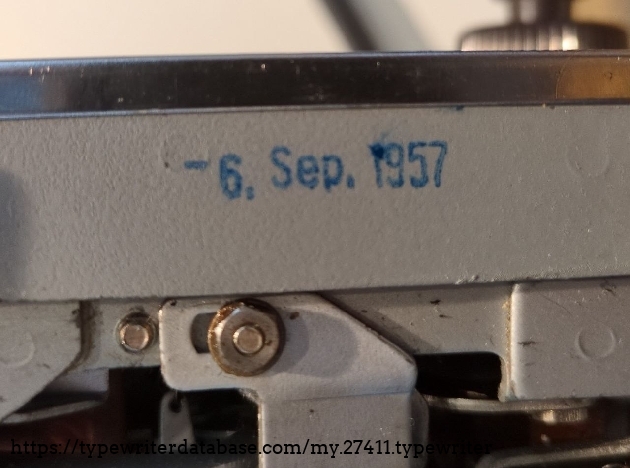 -6. Sep. 1957
https://typewriterdatabase.com/my.27411.typewriter